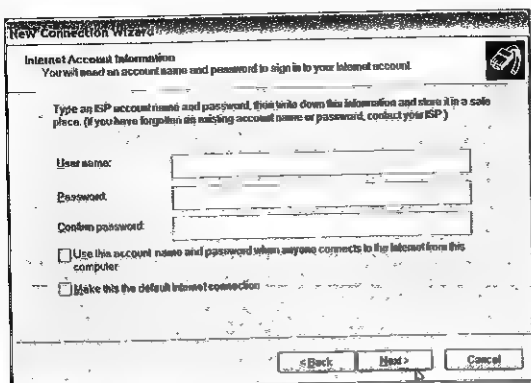 New Connection Wizard
Internet Account Information
You will need an account name and password to sign in to your Internet account.
Type an ISP account name and password, then write down this information and store it in a safe
place. (If you have forgotten an existing account name or password, contact your ISP.)
User name:
Password:
Confirm password:
Use this account name and password when anyone connects to the Internet from this
computer
Make this the default Internet connection
< Back
Next >
Cancel